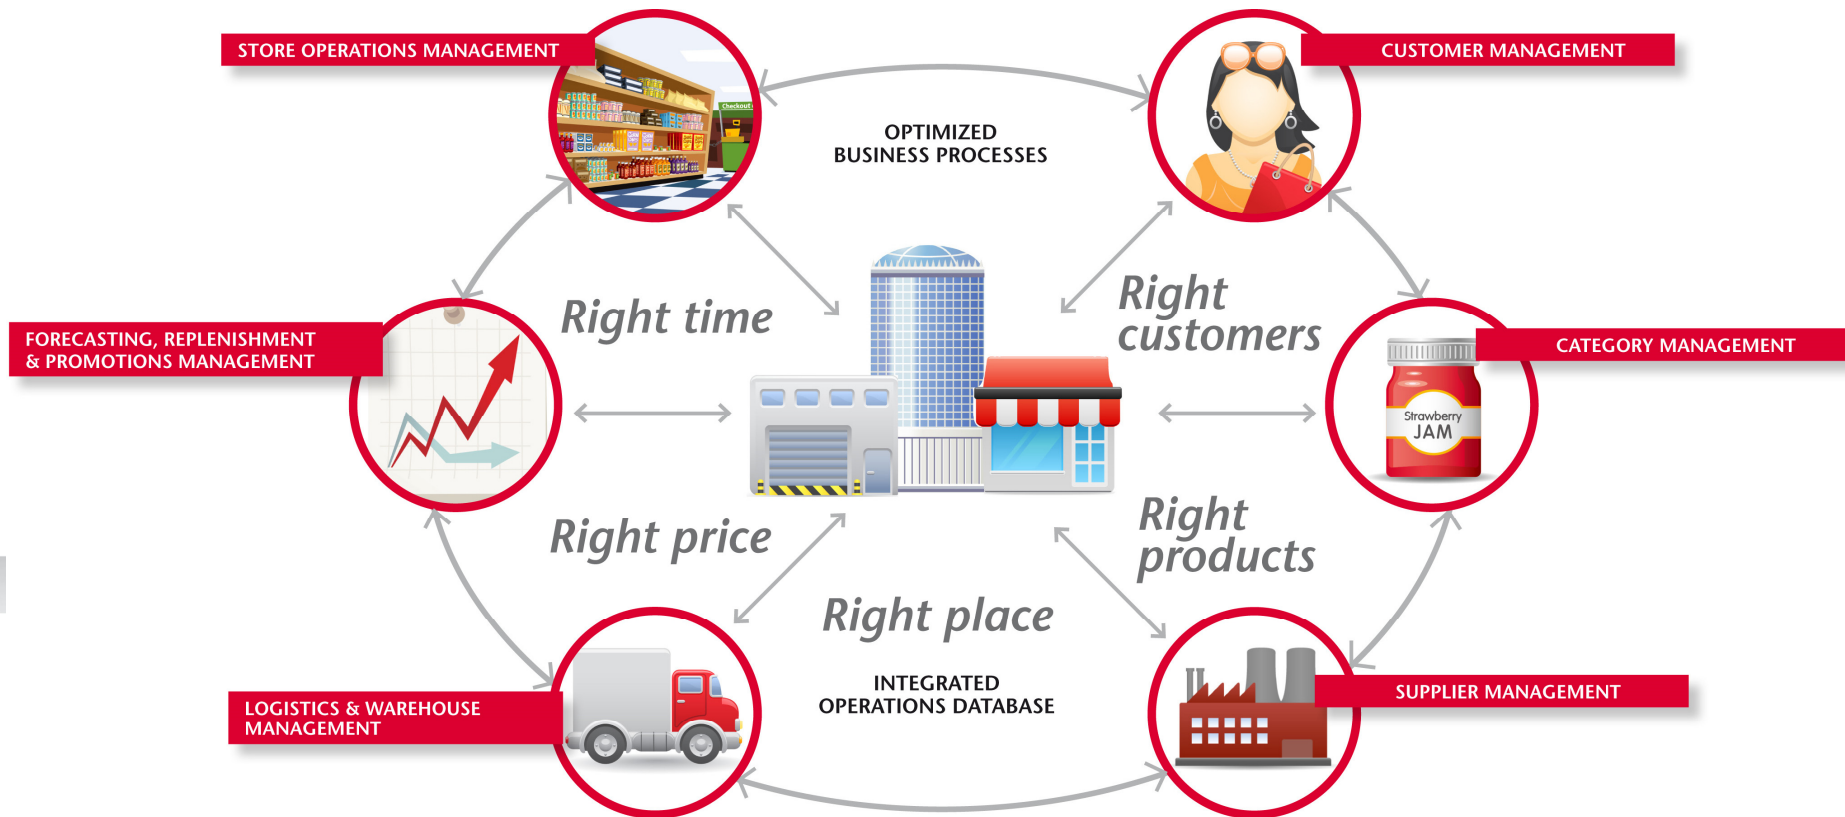 STORE OPERATIONS MANAGEMENT
CUSTOMER MANAGEMENT
Checkout
OPTIMIZED
BUSINESS PROCESSES
Right time
Right
customers
FORECASTING, REPLENISHMENT
& PROMOTIONS MANAGEMENT
CATEGORY MANAGEMENT
Strawberry
JAM
Right price
Right
products
Right place
INTEGRATED
OPERATIONS DATABASE
LOGISTICS & WAREHOUSE
MANAGEMENT
SUPPLIER MANAGEMENT